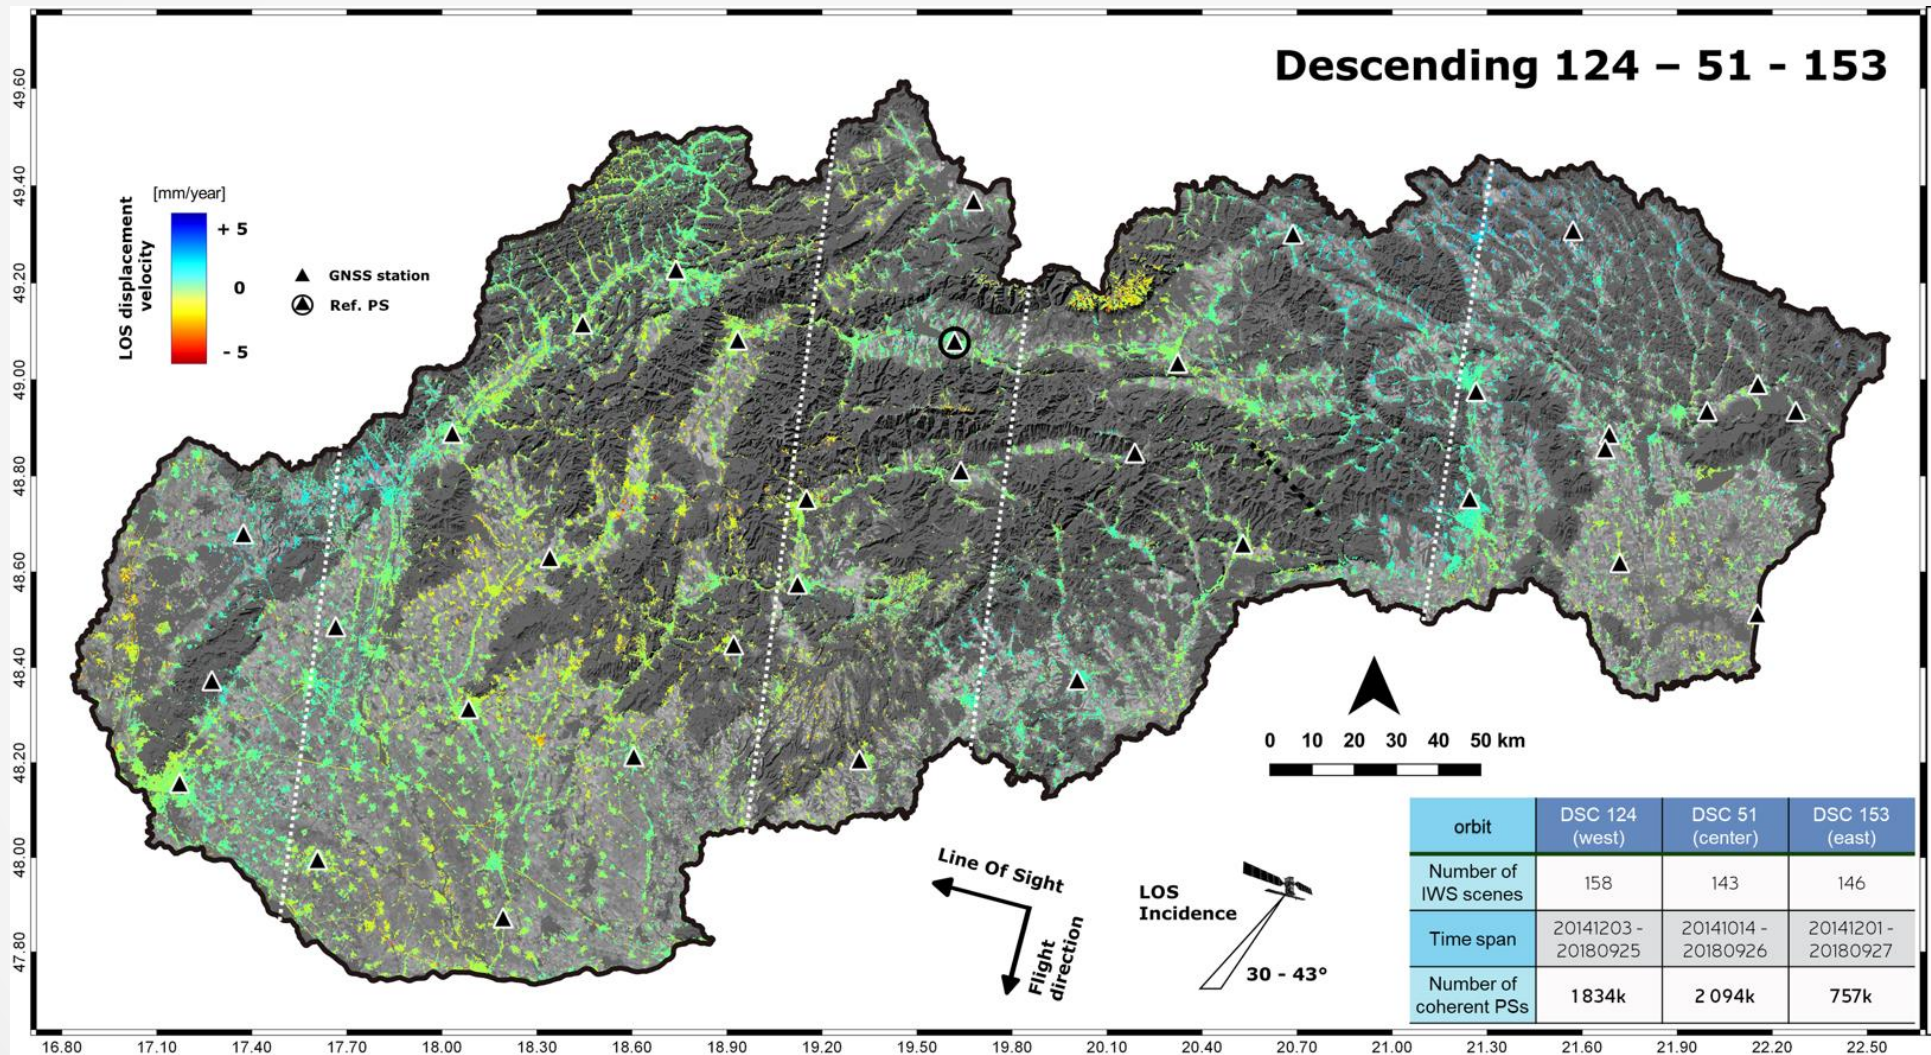 Descending 124 – 51 - 153
[mm/year]
LOS displacement
velocity
+ 5
0
- 5
GNSS station
Ref. PS
49.60
49.40
49.20
49.00
48.80
48.60
48.40
48.20
48.00
47.80
0 10 20 30 40 50 km
Line Of Sight
Flight
direction
LOS
Incidence
30 - 43°
orbit
DSC 124
(west)
DSC 51
(center)
DSC 153
(east)
Number of
IWS scenes
158
143
146
Time span
20141203 -
20180925
20141014 -
20180926
20141201 -
20180927
Number of
coherent PSs
1 834k
2 094k
757k
16.80 17.10 17.40 17.70 18.00 18.30 18.60 18.90 19.20 19.50 19.80 20.10 20.40 20.70 21.00 21.30 21.60 21.90 22.20 22.50